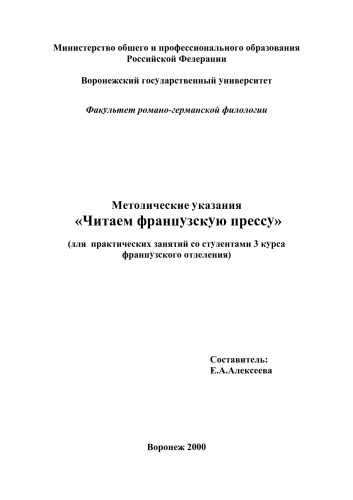 Министерство общего и профессионального образования
Российской Федерации
Воронежский государственный университет
Факультет романо-германской филологии
Методические указания
«Читаем французскую прессу»
(для практических занятий со студентами 3 курса
французского отделения)
Составитель:
Е.А.Алексеева
Воронеж 2000